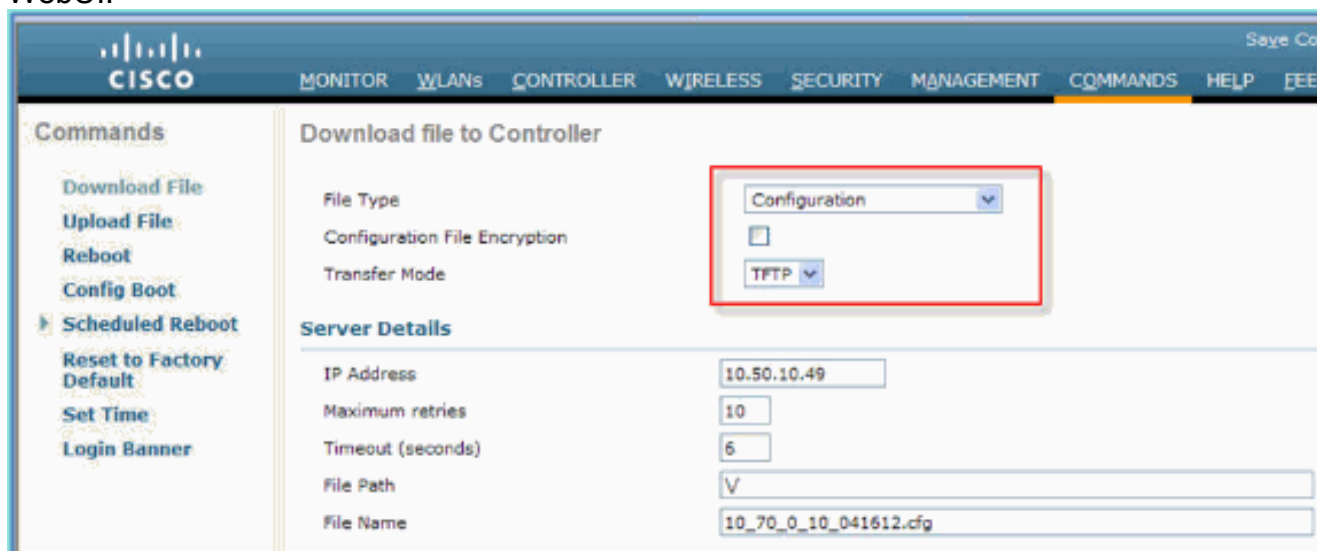 CISCO
MONITOR WLANs CONTROLLER WIRELESS SECURITY MANAGEMENT COMMANDS HELP
Commands
Download File
Upload File
Reboot
Config Boot
Scheduled Reboot
Reset to Factory
Default
Set Time
Login Banner
Download file to Controller
File Type Configuration
Configuration File Encryption
Transfer Mode TFTP
Server Details
IP Address 10.50.10.49
Maximum retries 10
Timeout (seconds) 6
File Path \/
File Name 10_70_0_10_041612.cfg